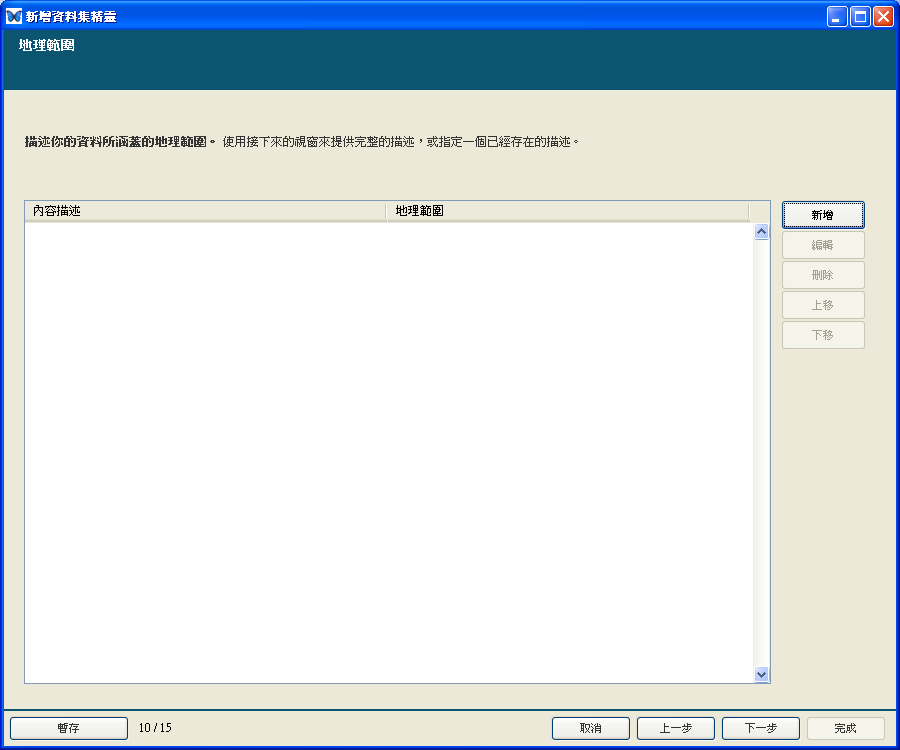 新增資料集精靈
地理範圍
描述你的資料所涵蓋的地理範圍。 使用接下來的視窗來提供完整的描述，或指定一個已經存在的描述。
內容描述 地理範圍
新增
編輯
刪除
上移
下移
暫存 10 / 15 取消 上一步 下一步 完成